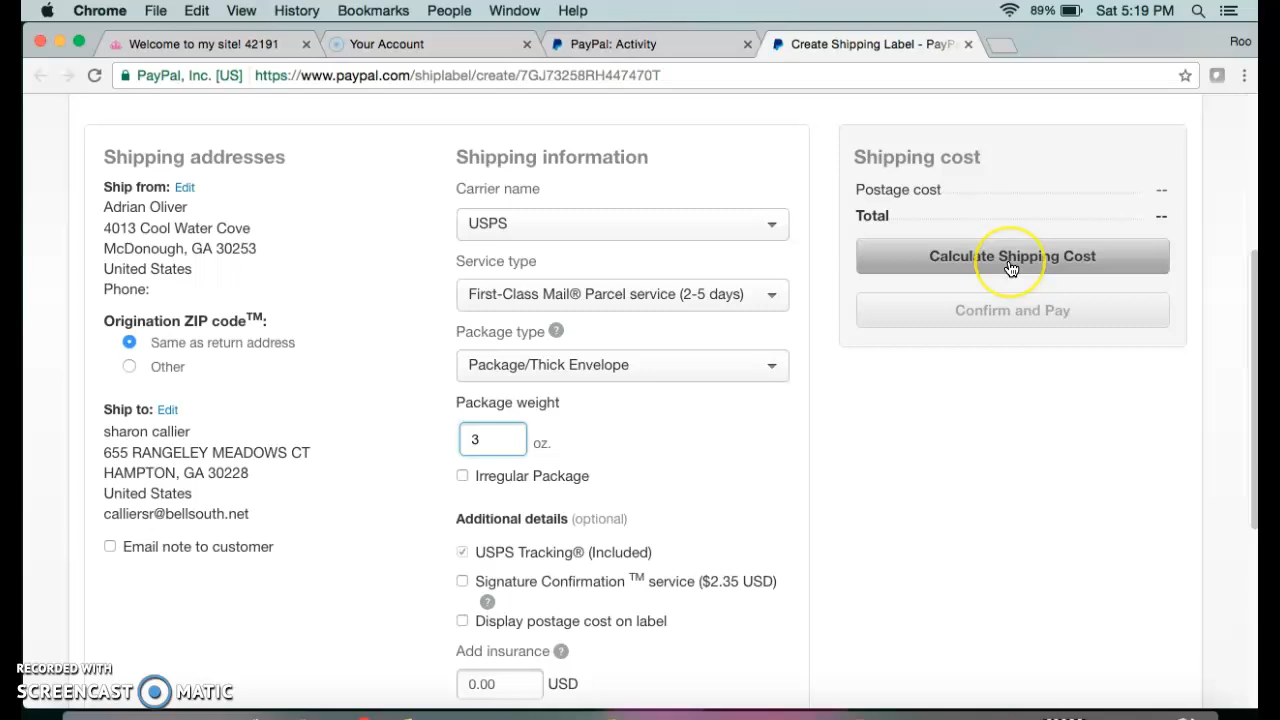 Chrome File Edit View History Bookmarks People Window Help 89% Sat 5:19 PM
Welcome to my site! 42191 Your Account PayPal: Activity Create Shipping Label - PayP Roo
PayPal, Inc. [US] https://www.paypal.com/shiplabel/create/7GJ73258RH447470T
Shipping addresses
Ship from: Edit
Adrian Oliver
4013 Cool Water Cove
McDonough, GA 30253
United States
Phone:
Origination ZIP code™:
Same as return address
Other
Ship to: Edit
sharon callier
655 RANGELEY MEADOWS CT
HAMPTON, GA 30228
United States
calliersr@bellsouth.net
Email note to customer
Shipping information
Carrier name
USPS
Service type
First-Class Mail® Parcel service (2-5 days)
Package type ?
Package/Thick Envelope
Package weight
3 oz.
Irregular Package
Additional details (optional)
USPS Tracking® (Included)
Signature Confirmation ™ service ($2.35 USD)
?
Display postage cost on label
Add insurance ?
0.00 USD
Shipping cost
Postage cost --
Total --
Calculate Shipping Cost
Confirm and Pay
RECORDED WITH
SCREENCAST MATIC